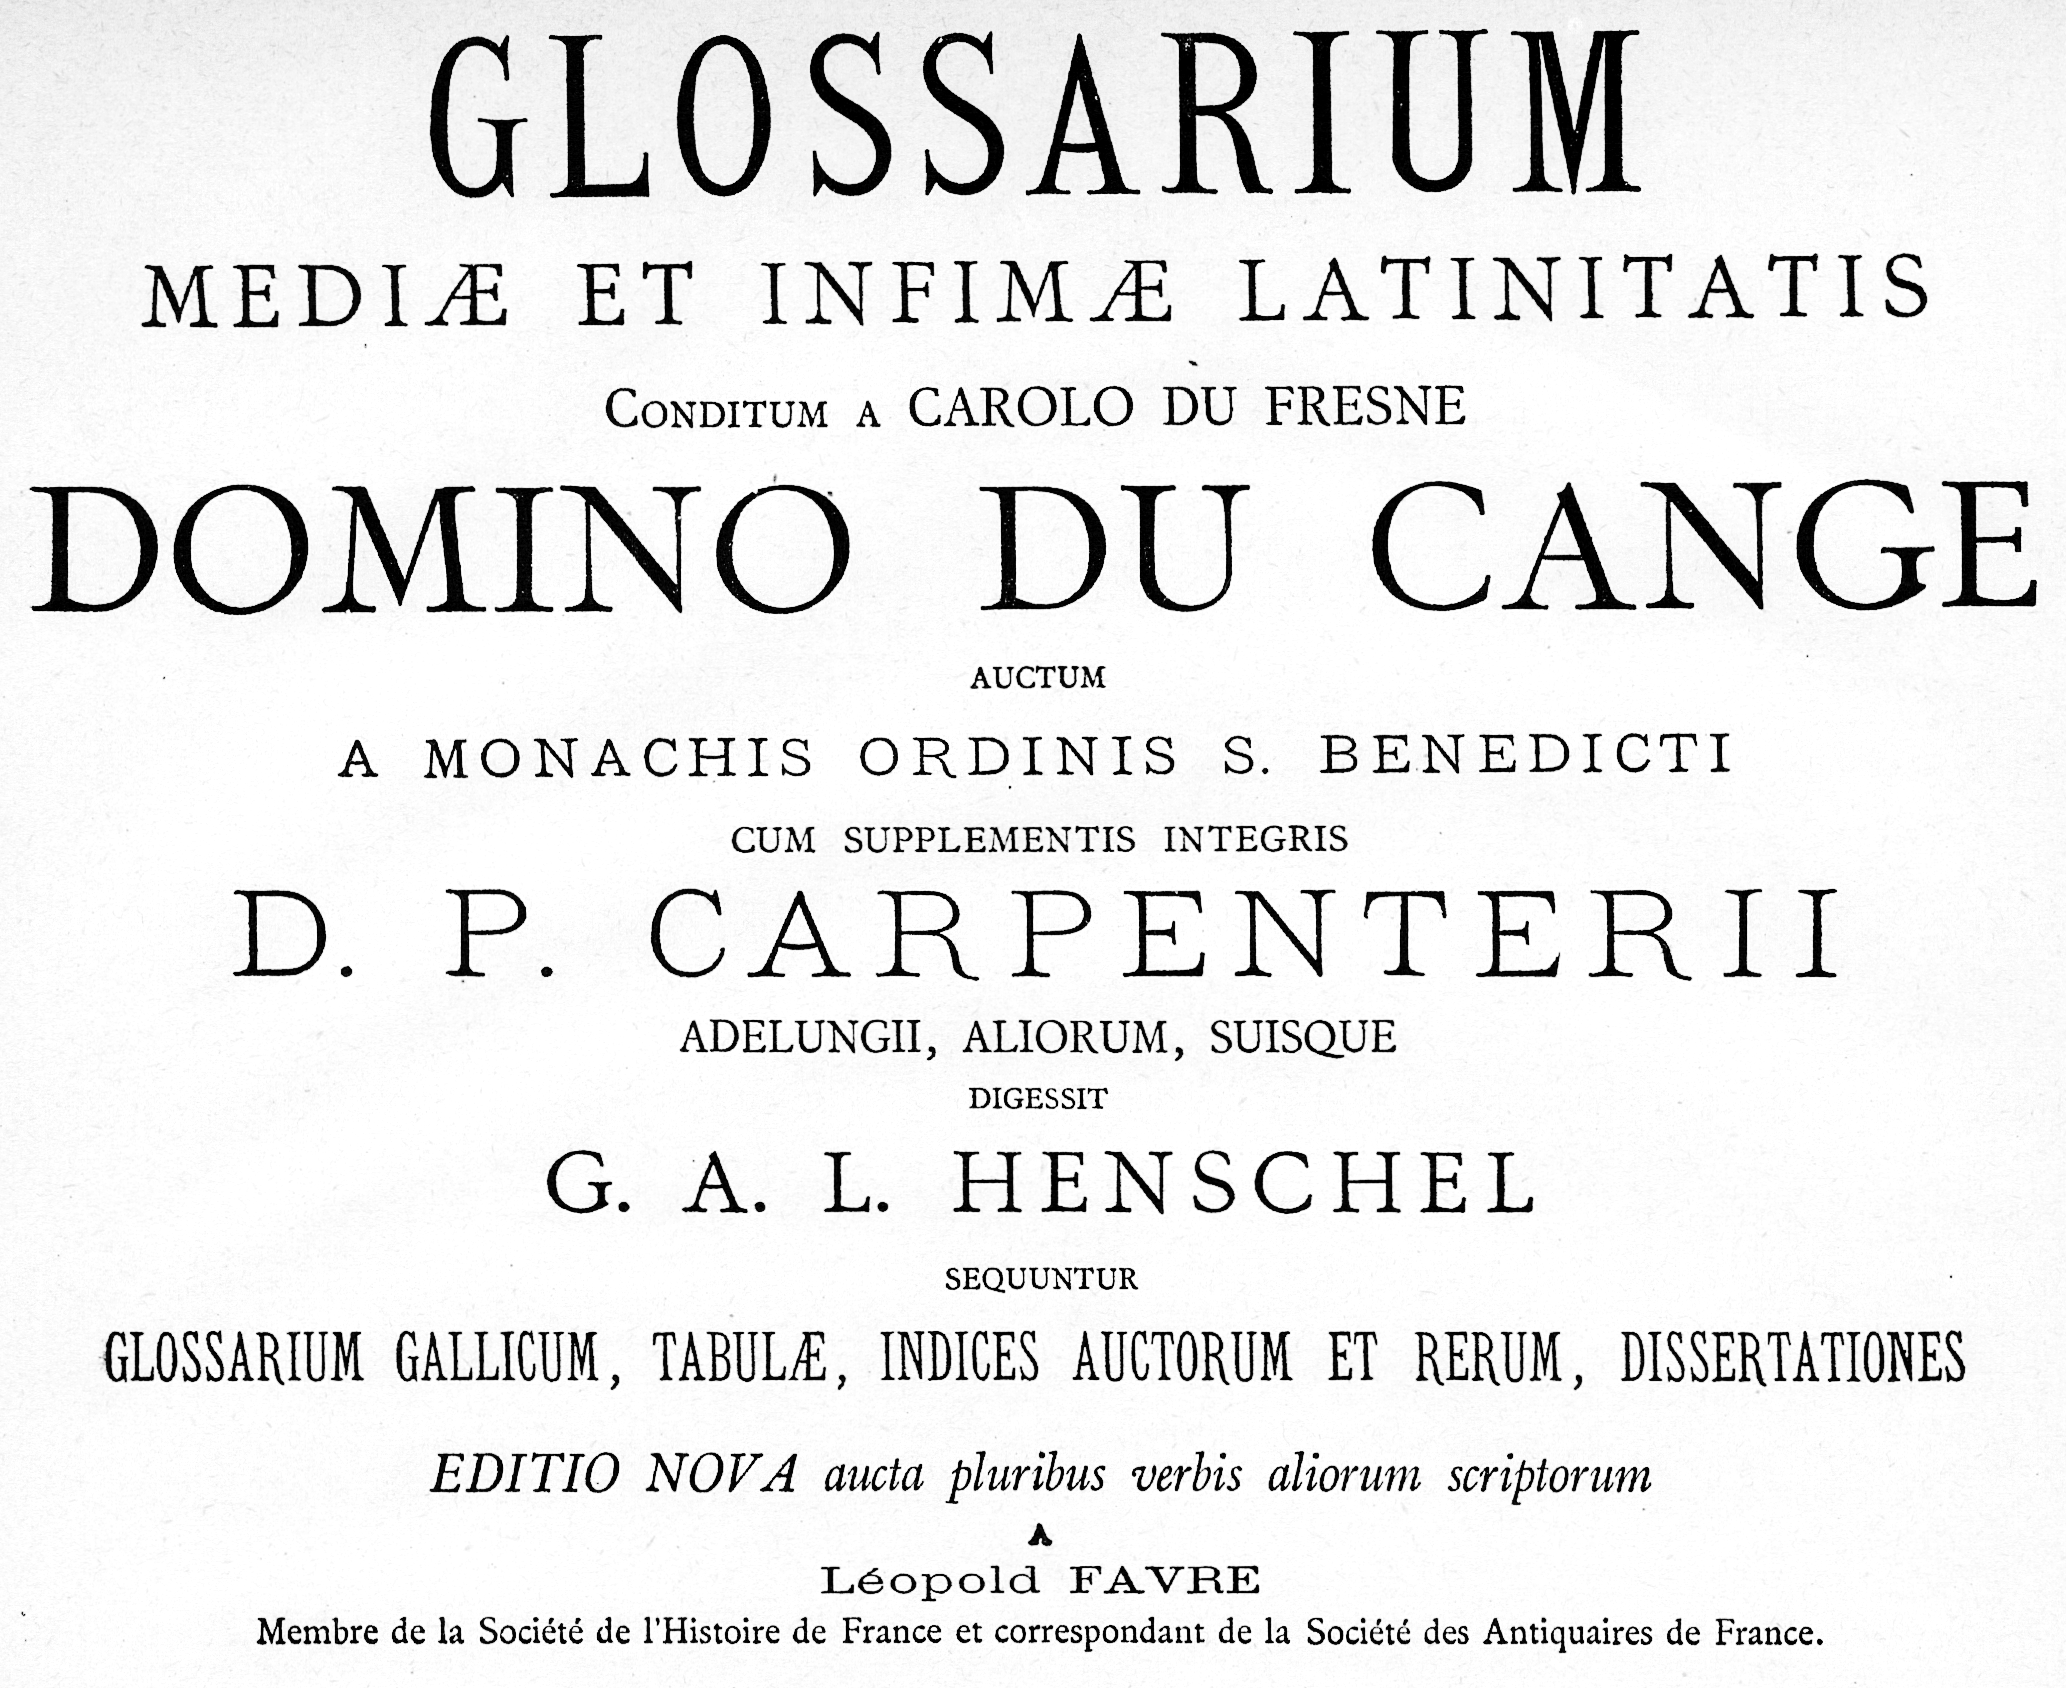 GLOSSARIUM
MEDIÆ ET INFIMÆ LATINITATIS
CONDITUM A CAROLO DU FRESNE
DOMINO DU CANGE
AUCTUM
A MONACHIS ORDINIS S. BENEDICTI
CUM SUPPLEMENTIS INTEGRIS
D. P. CARPENTERII
ADELUNGII, ALIORUM, SUISQUE
DIGESSIT
G. A. L. HENSCHEL
SEQUUNTUR
GLOSSARIUM GALLICUM, TABULÆ, INDICES AUCTORUM ET RERUM, DISSERTATIONES
EDITIO NOVA aucta pluribus verbis aliorum scriptorum
A
Léopold FAVRE
Membre de la Société de l'Histoire de France et correspondant de la Société des Antiquaires de France.